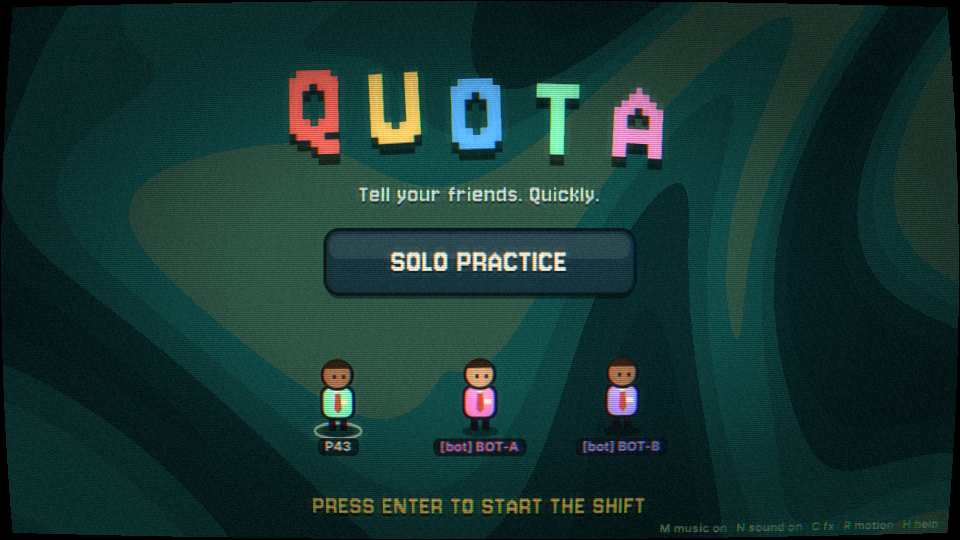 QUOTA
Tell your friends. Quickly.
SOLO PRACTICE
P43
[bot] BOT-A
[bot] BOT-B
PRESS ENTER TO START THE SHIFT
M music on · N sound on · C fx · R motion · H help